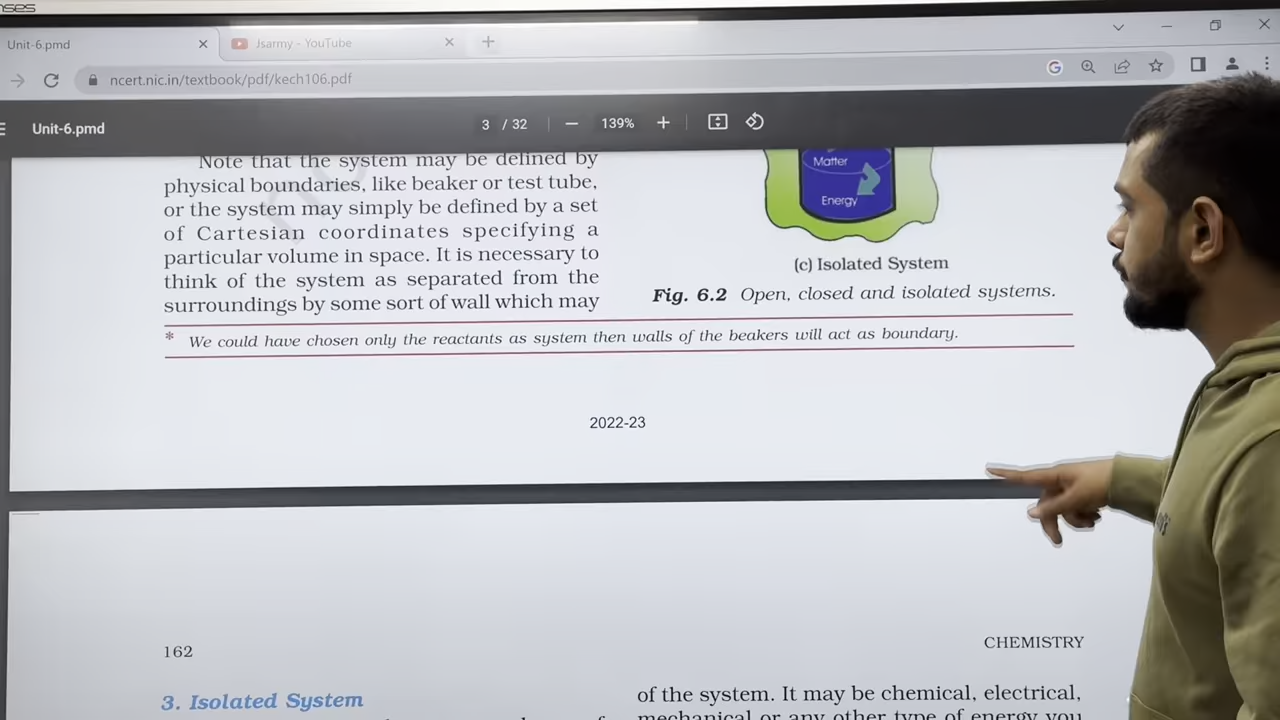 Unit-6.pmd
Jsarmy - YouTube
ncert.nic.in/textbook/pdf/kech106.pdf
Unit-6.pmd
3 / 32
139%
Note that the system may be defined by
physical boundaries, like beaker or test tube,
or the system may simply be defined by a set
of Cartesian coordinates specifying a
particular volume in space. It is necessary to
think of the system as separated from the
surroundings by some sort of wall which may
Matter
Energy
(c) Isolated System
Fig. 6.2 Open, closed and isolated systems.
* We could have chosen only the reactants as system then walls of the beakers will act as boundary.
2022-23
162
CHEMISTRY
3. Isolated System
of the system. It may be chemical, electrical,
mechanical or any other type of energy you